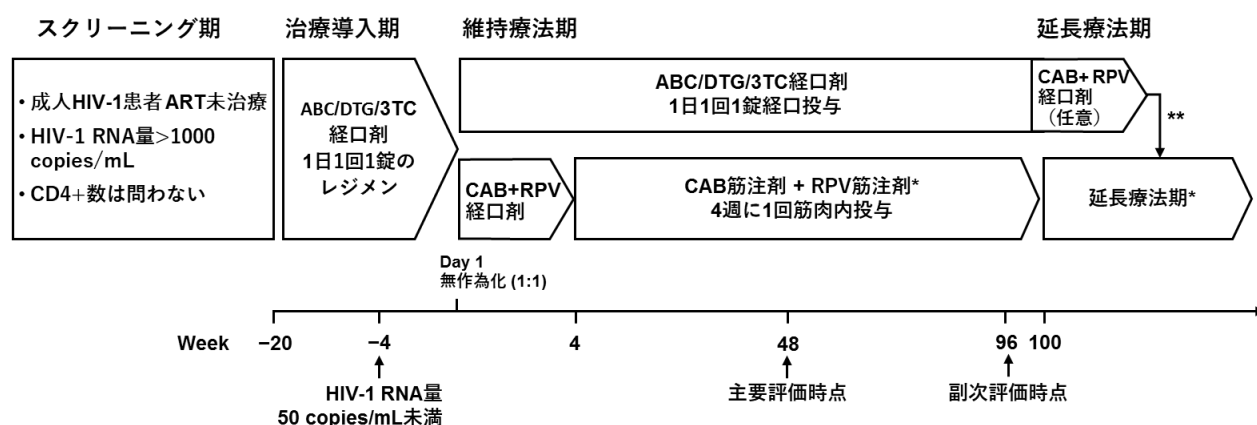 スクリーニング期
治療導入期
維持療法期
延長療法期
• 成人HIV-1患者 ART未治療
• HIV-1 RNA量>1000
copies/mL
• CD4+数は問わない
ABC/DTG/3TC
経口剤
1日1回1錠の
レジメン
ABC/DTG/3TC経口剤
1日1回1錠経口投与
CAB+ RPV
経口剤
（任意）
**
CAB+RPV
経口剤
CAB筋注剤 + RPV筋注剤*
4週に1回筋肉内投与
延長療法期*
Day 1
無作為化 (1:1)
Week −20 −4 4 48 96 100
HIV-1 RNA量
50 copies/mL未満
主要評価時点
副次評価時点